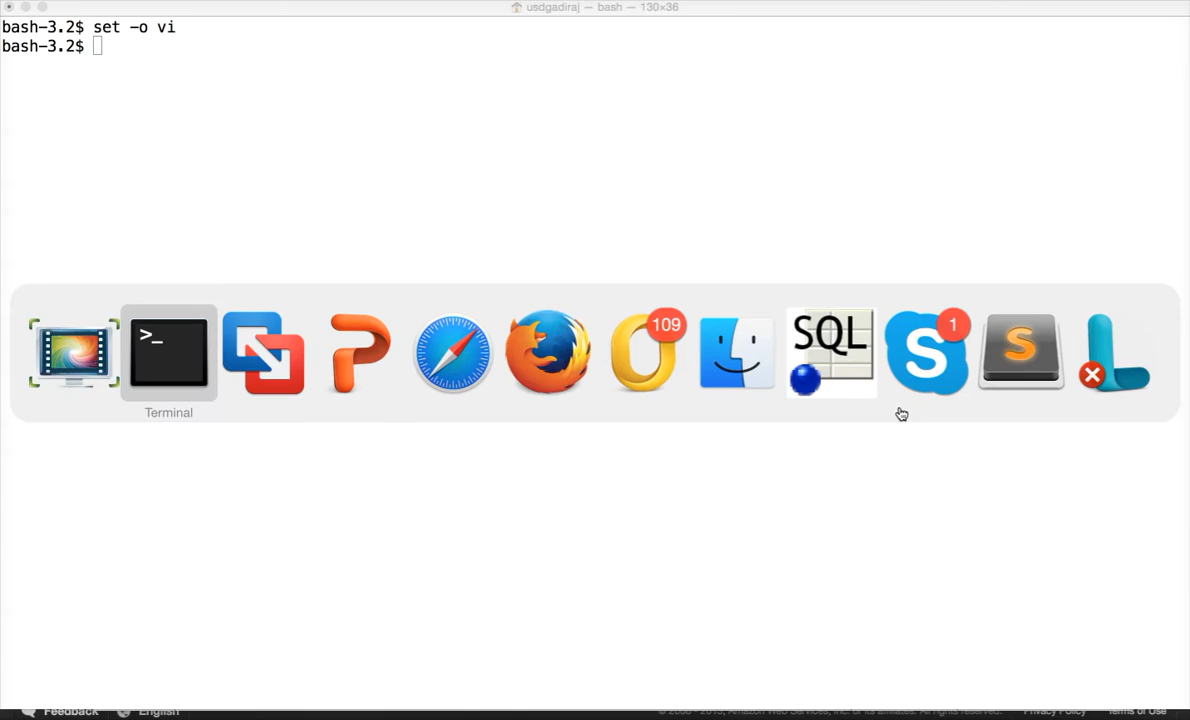 usdgadiraj — bash — 130×36
bash-3.2$ set -o vi
bash-3.2$
>_
109
SQL
1
S
S
Terminal
Feedback English Privacy Policy Terms of Use